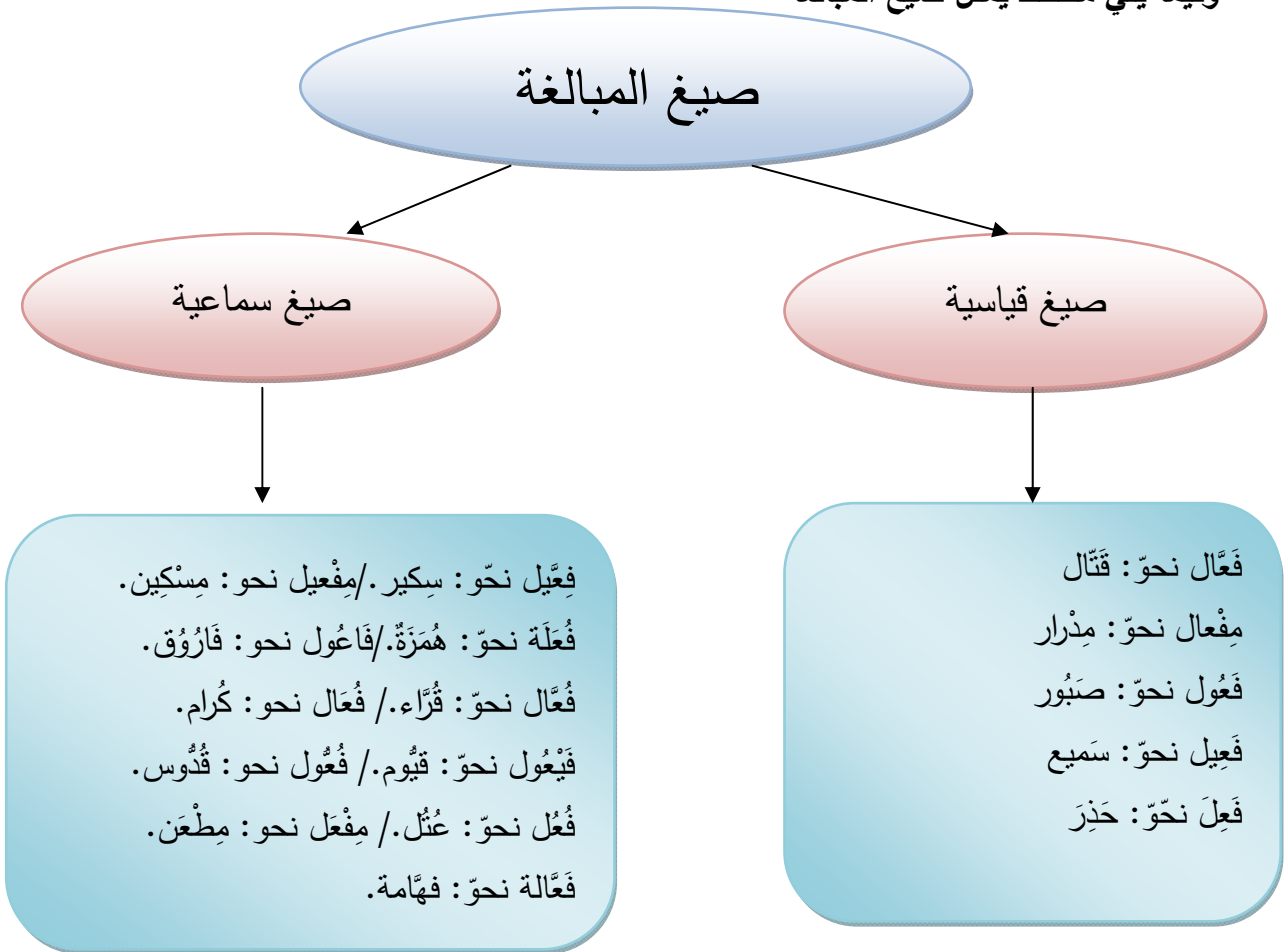 صيغ المبالغة
صيغ قياسية
فَعَّال نحوّ: قَتّال
مِفْعال نحوّ: مِذْرار
فَعُول نحوّ: صَبُور
فَعِيل نحوّ: سَميع
فَعِلَ نحّوّ: حَذِرَ
صيغ سماعية
فِعَّيل نحّو: سِكير./مِفْعيل نحو: مِسْكِين.
فُعَلَة نحوّ: هُمَزَةٌ./فَاعُول نحو: فَارُوُق.
فُعَّال نحوّ: قُرَّاء./ فُعَال نحو: كُرام.
فَيْعُول نحوّ: قيُّوم./ فُعُّول نحو: قُدُّوس.
فُعُل نحوّ: عُتُل./ مِفْعَل نحو: مِطْعَن.
فَعَّالة نحوّ: فهَّامة.